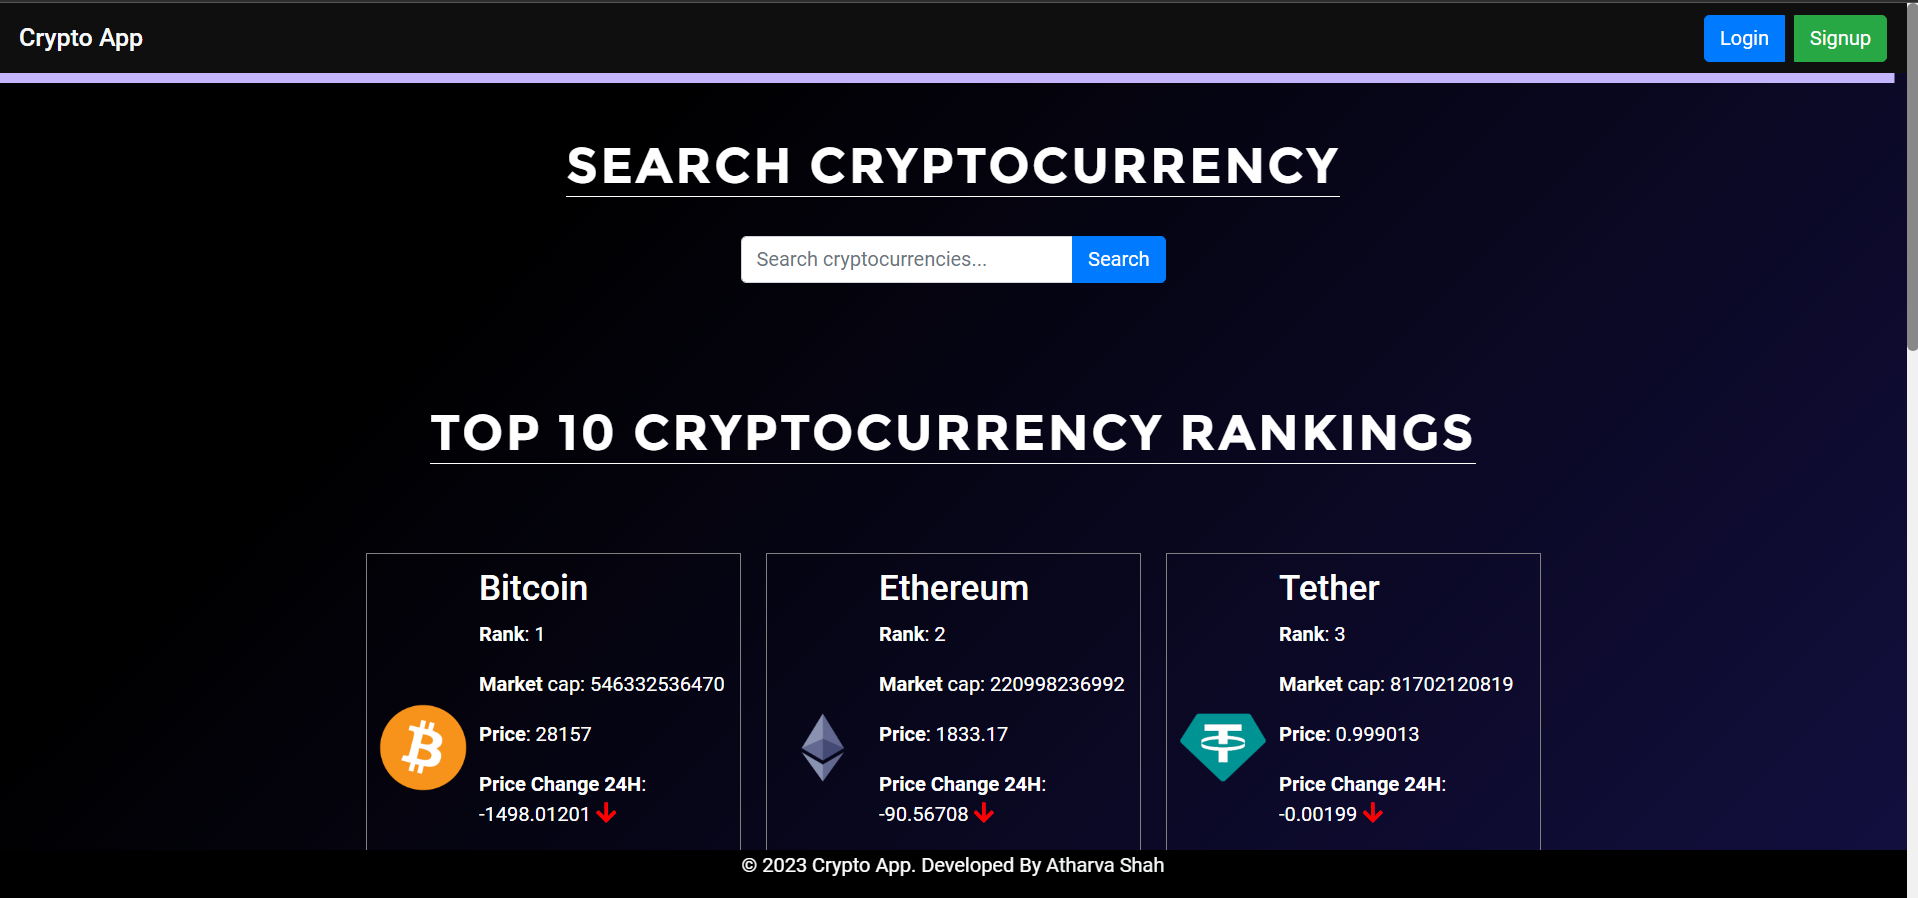 Crypto App
Login
Signup
SEARCH CRYPTOCURRENCY
Search cryptocurrencies...
Search
TOP 10 CRYPTOCURRENCY RANKINGS
Bitcoin
Rank: 1
Market cap: 546332536470
Price: 28157
Price Change 24H:
-1498.01201
Ethereum
Rank: 2
Market cap: 220998236992
Price: 1833.17
Price Change 24H:
-90.56708
Tether
Rank: 3
Market cap: 81702120819
Price: 0.999013
Price Change 24H:
-0.00199
© 2023 Crypto App. Developed By Atharva Shah